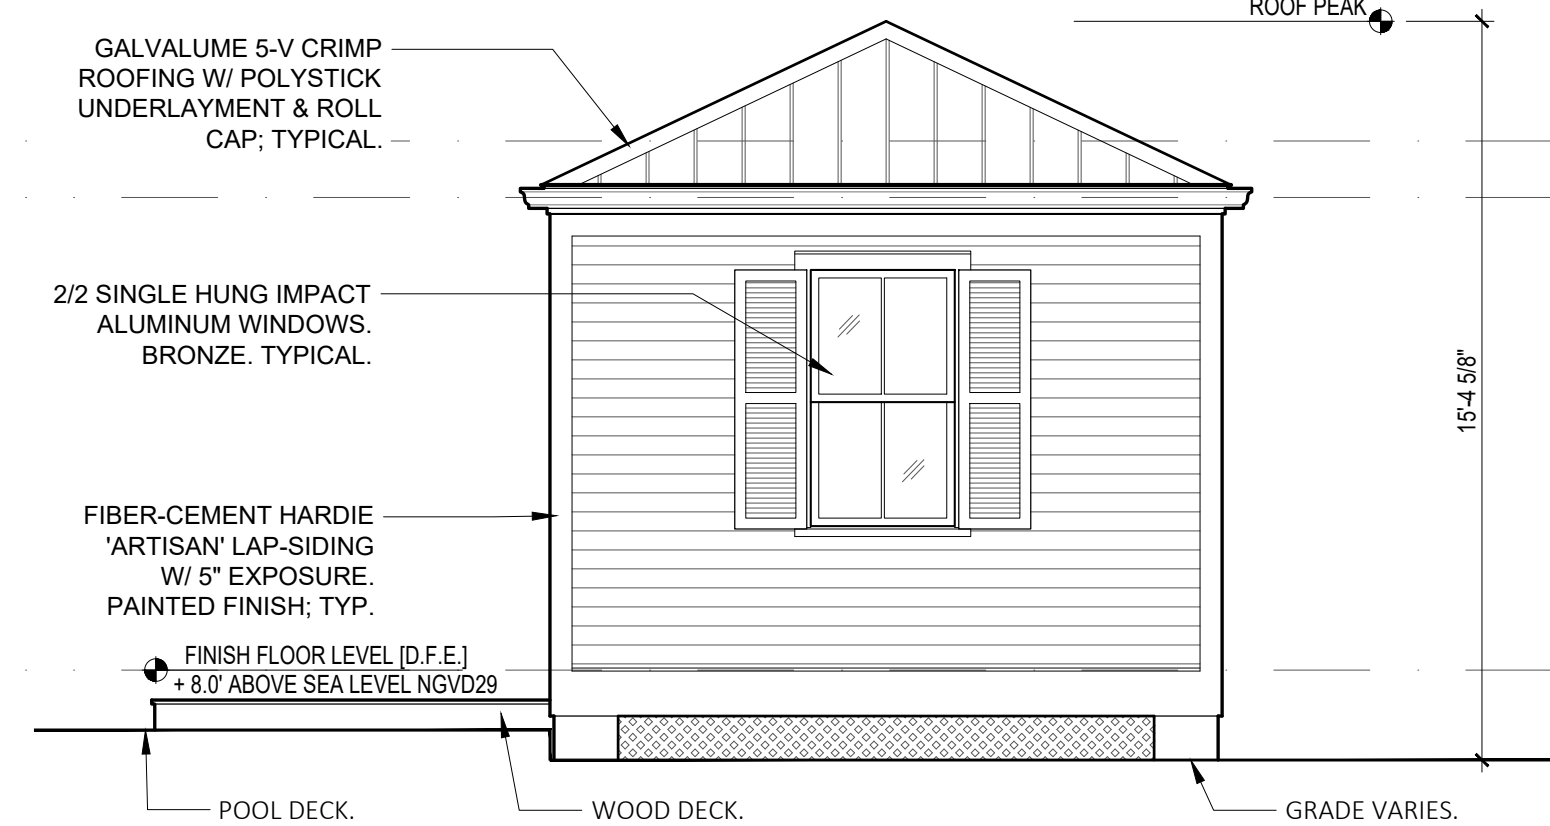 ROOF PEAK
GALVALUME 5-V CRIMP
ROOFING W/ POLYSTICK
UNDERLAYMENT & ROLL
CAP; TYPICAL.
2/2 SINGLE HUNG IMPACT
ALUMINUM WINDOWS.
BRONZE. TYPICAL.
15'-4 5/8"
FIBER-CEMENT HARDIE
'ARTISAN' LAP-SIDING
W/ 5" EXPOSURE.
PAINTED FINISH; TYP.
FINISH FLOOR LEVEL [D.F.E.]
+ 8.0' ABOVE SEA LEVEL NGVD29
POOL DECK.
WOOD DECK.
GRADE VARIES.